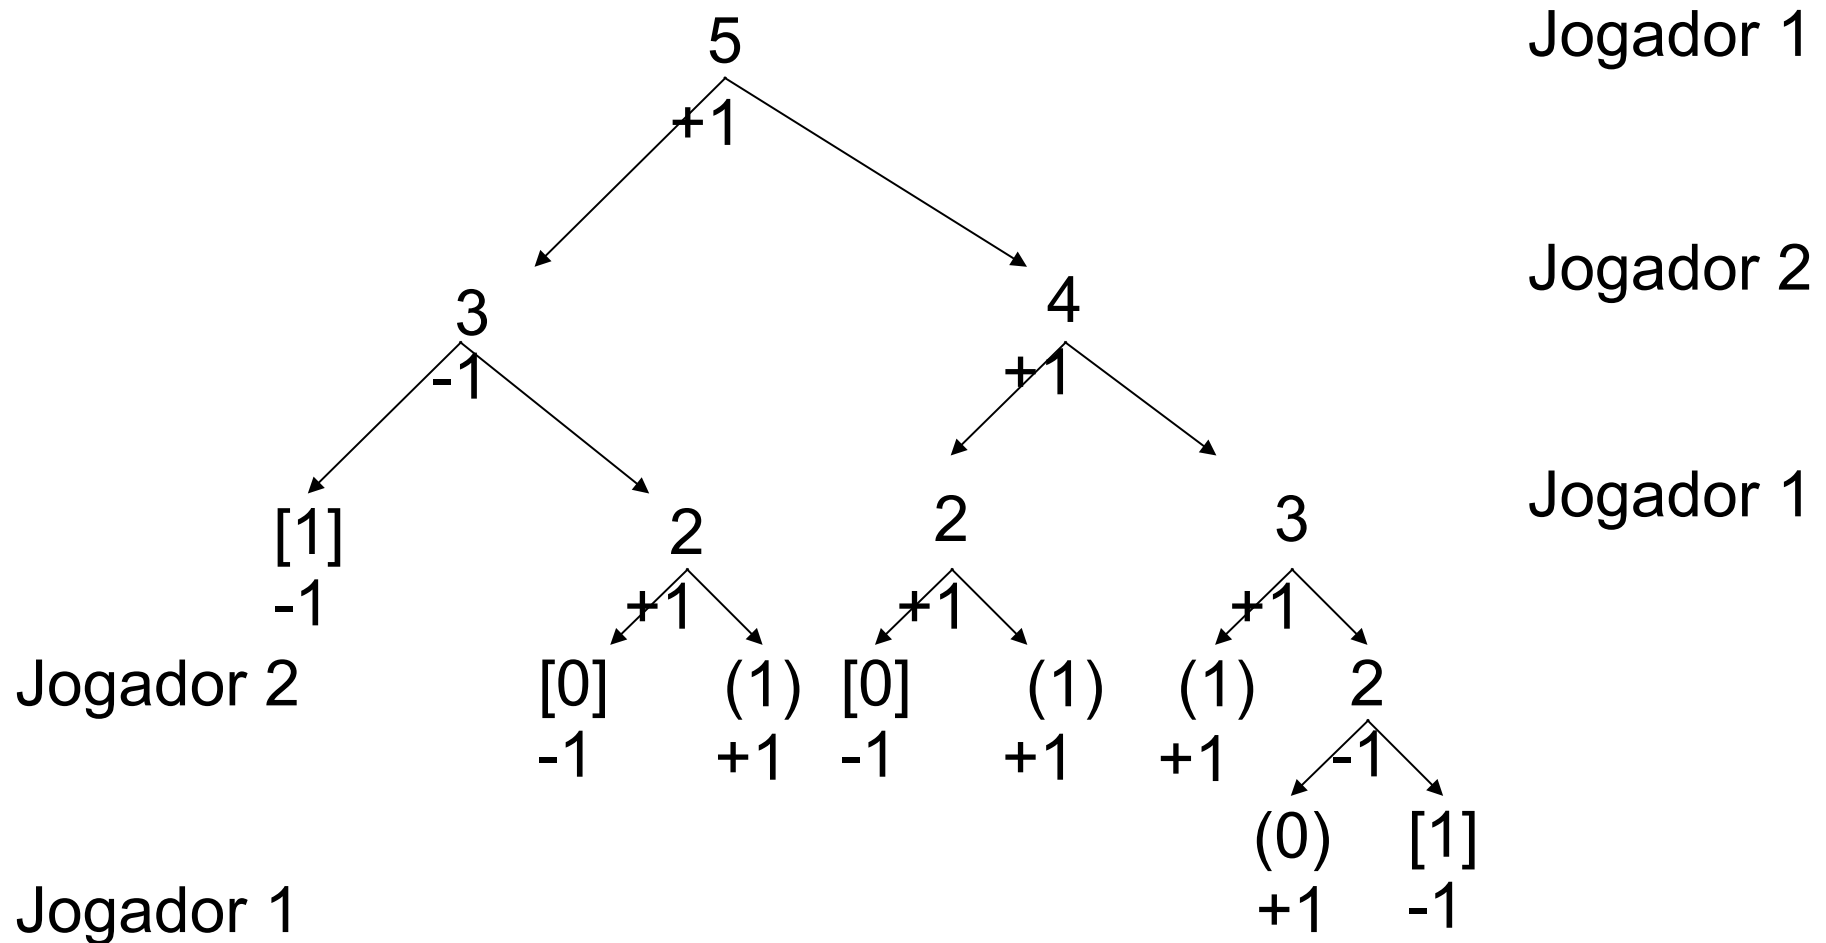 5 Jogador 1
+1
3 4 Jogador 2
-1 +1
[1] 2 2 3 Jogador 1
-1 +1 +1 +1
Jogador 2 [0] (1) [0] (1) (1) 2
-1 +1 -1 +1 +1 -1
(0) [1]
Jogador 1 +1 -1